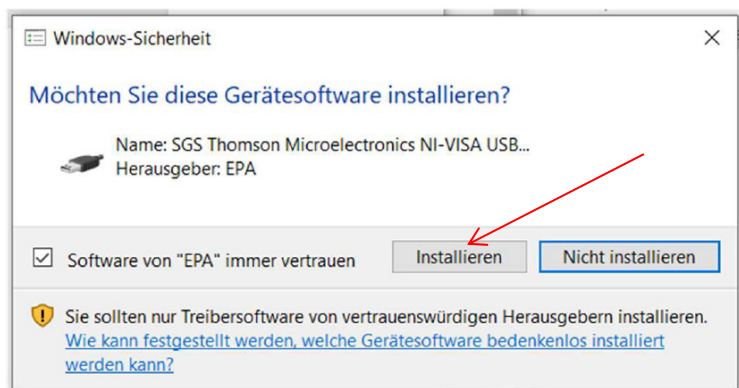 Windows-Sicherheit
Möchten Sie diese Gerätesoftware installieren?
Name: SGS Thomson Microelectronics NI-VISA USB...
Herausgeber: EPA
Software von "EPA" immer vertrauen
Installieren
Nicht installieren
Sie sollten nur Treibersoftware von vertrauenswürdigen Herausgebern installieren.
Wie kann festgestellt werden, welche Gerätesoftware bedenkenlos installiert
werden kann?